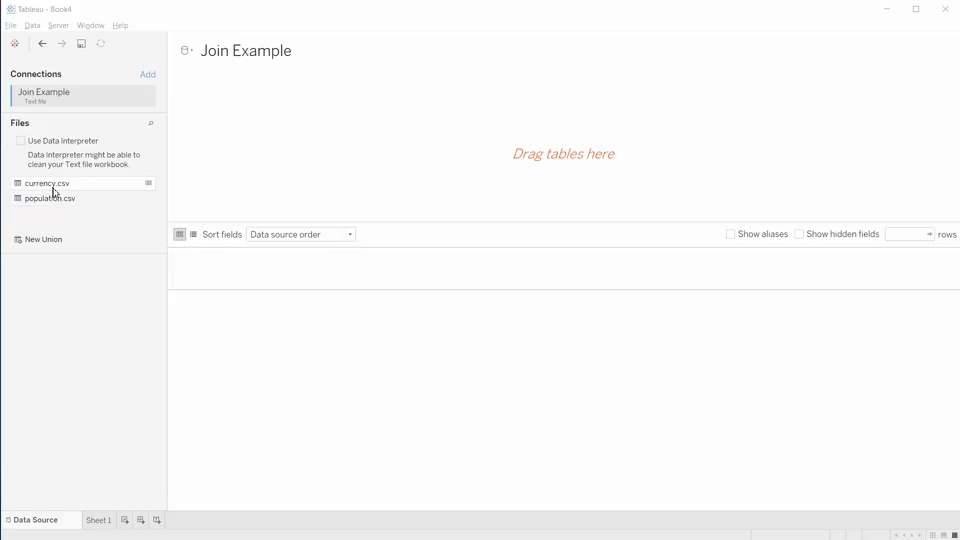 Tableau - Book4
File Data Server Window Help
Connections Add
Join Example
Text file
Files
Use Data Interpreter
Data Interpreter might be able to
clean your Text file workbook.
currency.csv
population.csv
New Union
Join Example
Drag tables here
Sort fields Data source order Show aliases Show hidden fields rows
Data Source Sheet 1